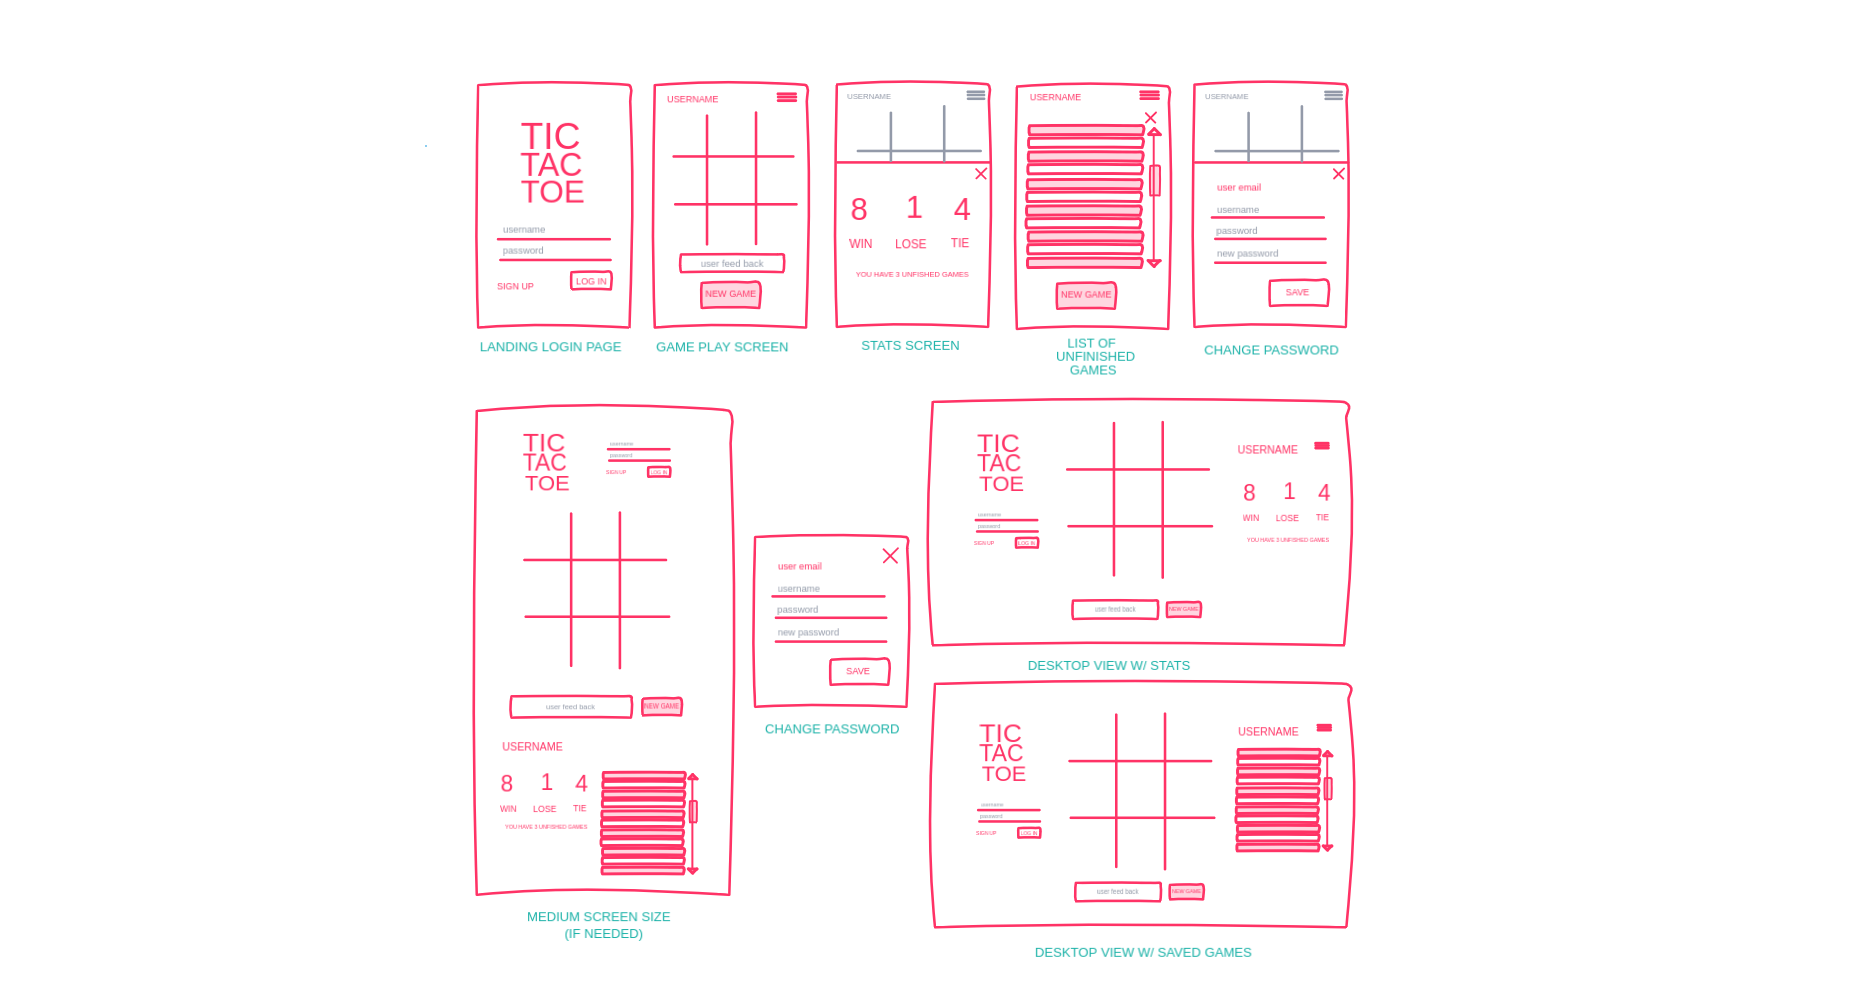 TIC
TAC
TOE
username
password
SIGN UP
LOG IN
LANDING LOGIN PAGE
USERNAME
user feed back
NEW GAME
GAME PLAY SCREEN
USERNAME
8 1 4
WIN LOSE TIE
YOU HAVE 3 UNFISHED GAMES
STATS SCREEN
USERNAME
NEW GAME
LIST OF
UNFINISHED
GAMES
USERNAME
user email
username
password
new password
SAVE
CHANGE PASSWORD
TIC
TAC
TOE
username
password
SIGN UP
LOG IN
user feed back
NEW GAME
USERNAME
8 1 4
WIN LOSE TIE
YOU HAVE 3 UNFISHED GAMES
MEDIUM SCREEN SIZE
(IF NEEDED)
user email
username
password
new password
SAVE
CHANGE PASSWORD
TIC
TAC
TOE
username
password
SIGN UP
LOG IN
user feed back
NEW GAME
USERNAME
8 1 4
WIN LOSE TIE
YOU HAVE 3 UNFISHED GAMES
DESKTOP VIEW W/ STATS
TIC
TAC
TOE
username
password
SIGN UP
LOG IN
user feed back
NEW GAME
USERNAME
DESKTOP VIEW W/ SAVED GAMES